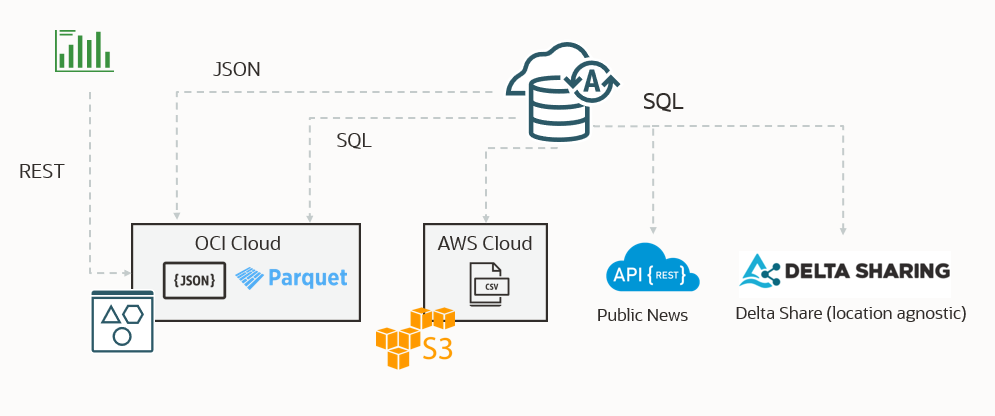 JSON
A
SQL
SQL
REST
OCI Cloud
{JSON}
Parquet
AWS Cloud
CSV
S3
API {REST}
Public News
DELTA SHARING
Delta Share (location agnostic)